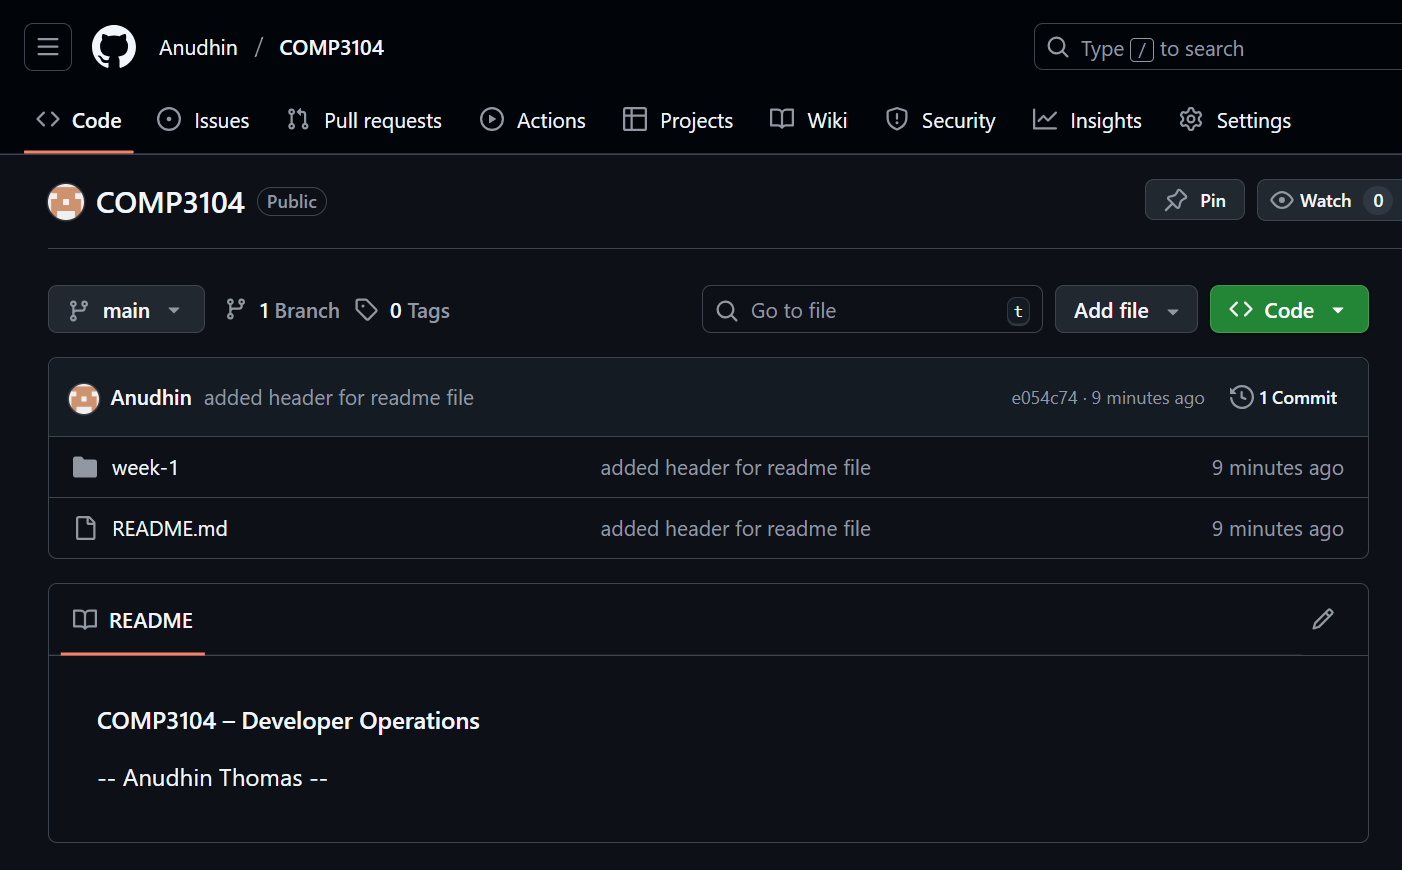 Anudhin / COMP3104
Type / to search
Code Issues Pull requests Actions Projects Wiki Security Insights Settings
COMP3104 Public
Pin Watch 0
main 1 Branch 0 Tags
Go to file t Add file Code
Anudhin added header for readme file e054c74 · 9 minutes ago 1 Commit
week-1 added header for readme file 9 minutes ago
README.md added header for readme file 9 minutes ago
README
COMP3104 – Developer Operations
-- Anudhin Thomas --